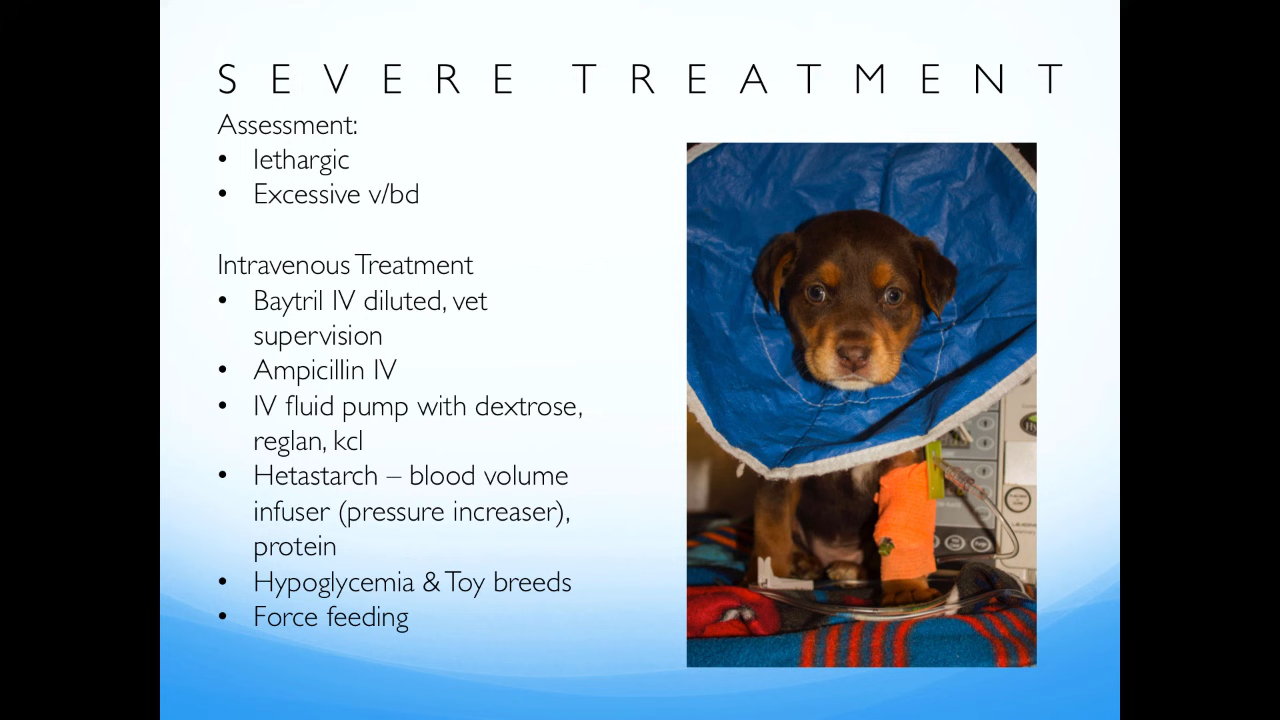 SEVERE TREATMENT
Assessment:
• lethargic
• Excessive v/bd
Intravenous Treatment
• Baytril IV diluted, vet
supervision
• Ampicillin IV
• IV fluid pump with dextrose,
reglan, kcl
• Hetastarch – blood volume
infuser (pressure increaser),
protein
• Hypoglycemia & Toy breeds
• Force feeding